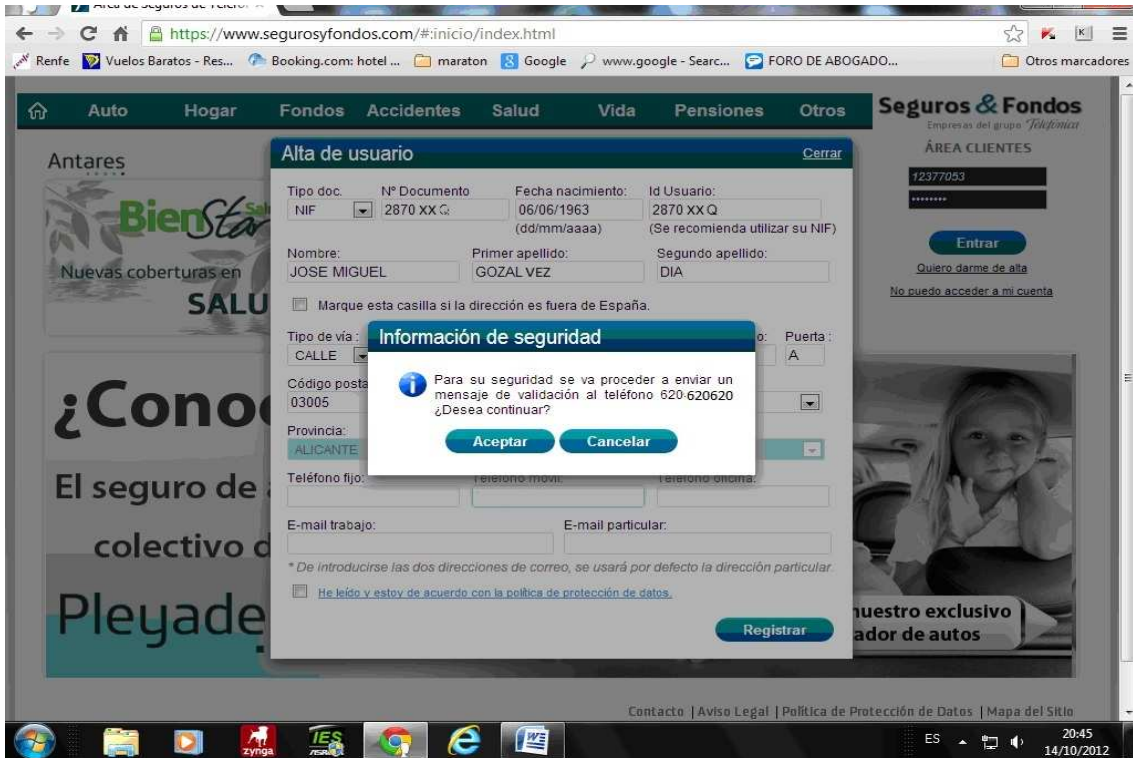 https://www.segurosyfondos.com/#:inicio/index.html
Renfe
Vuelos Baratos - Res...
Booking.com: hotel ...
maraton
Google
www.google - Searc...
FORO DE ABOGADO...
Otros marcadores
Auto Hogar Fondos Accidentes Salud Vida Pensiones Otros
Seguros & Fondos
Empresas del grupo Telefónica
ÁREA CLIENTES
12377053
••••••••
Entrar
Quiero darme de alta
No puedo acceder a mi cuenta
Antares
BienStar
Nuevas coberturas en
SALU
Alta de usuario
Cerrar
Tipo doc. Nº Documento Fecha nacimiento: Id Usuario:
NIF 2870 XX Q 06/06/1963 2870 XX Q
(dd/mm/aaaa) (Se recomienda utilizar su NIF)
Nombre: Primer apellido: Segundo apellido:
JOSE MIGUEL GOZAL VEZ DIA
Marque esta casilla si la dirección es fuera de España.
Tipo de vía : o: Puerta :
CALLE A
Código posta
03005
Provincia:
ALICANTE
Información de seguridad
Para su seguridad se va proceder a enviar un
mensaje de validación al teléfono 620-620620
¿Desea continuar?
Aceptar Cancelar
Teléfono fijo: Teléfono móvil: Teléfono oficina:
E-mail trabajo: E-mail particular:
* De introducirse las dos direcciones de correo, se usará por defecto la dirección particular.
He leído y estoy de acuerdo con la política de protección de datos.
Registrar
¿Cono
El seguro de
colectivo d
Pleyade
nuestro exclusivo
ador de autos
Contacto | Aviso Legal | Política de Protección de Datos | Mapa del Sitio
zynga
IES
ES
20:45
14/10/2012